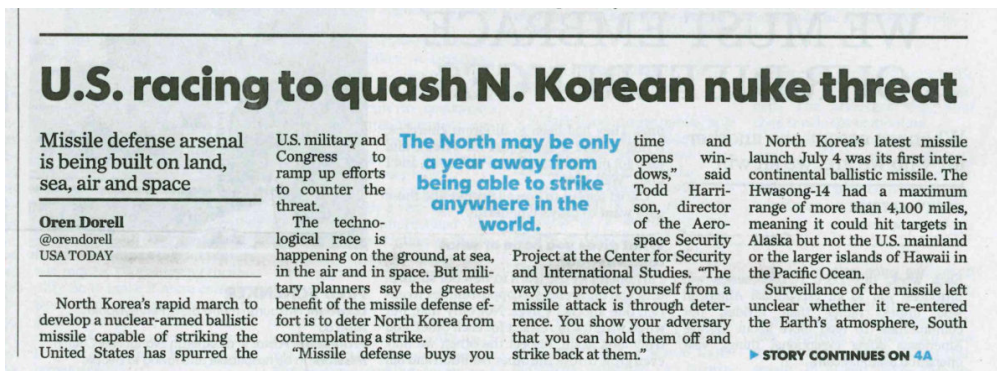 U.S. racing to quash N. Korean nuke threat
Missile defense arsenal
is being built on land,
sea, air and space
Oren Dorell
@orendorell
USA TODAY
North Korea's rapid march to
develop a nuclear-armed ballistic
missile capable of striking the
United States has spurred the
U.S. military and
Congress to
ramp up efforts
to counter the
threat.
The techno-
logical race is
happening on the ground, at sea,
in the air and in space. But mili-
tary planners say the greatest
benefit of the missile defense ef-
fort is to deter North Korea from
contemplating a strike.
"Missile defense buys you
The North may be only
a year away from
being able to strike
anywhere in the
world.
time and
opens win-
dows," said
Todd Harri-
son, director
of the Aero-
space Security
Project at the Center for Security
and International Studies. "The
way you protect yourself from a
missile attack is through deter-
rence. You show your adversary
that you can hold them off and
strike back at them."
North Korea's latest missile
launch July 4 was its first inter-
continental ballistic missile. The
Hwasong-14 had a maximum
range of more than 4,100 miles,
meaning it could hit targets in
Alaska but not the U.S. mainland
or the larger islands of Hawaii in
the Pacific Ocean.
Surveillance of the missile left
unclear whether it re-entered
the Earth's atmosphere, South
▶ STORY CONTINUES ON 4A